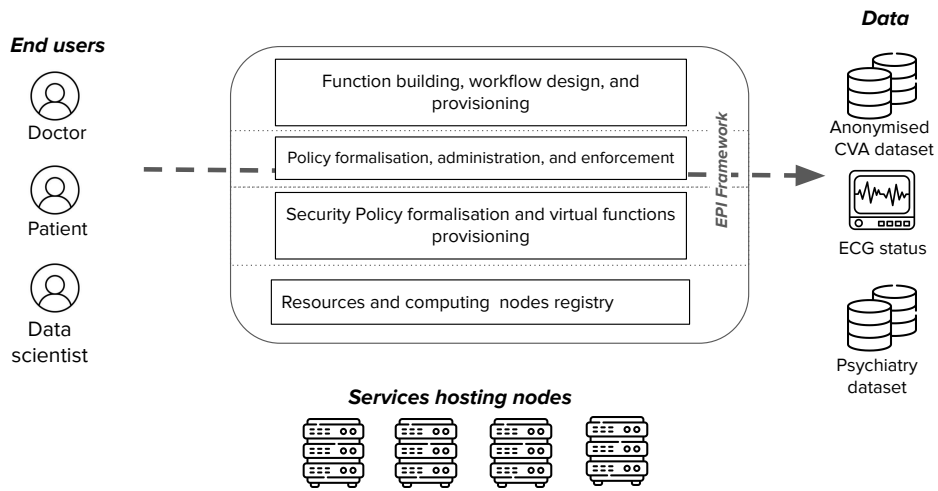 End users
Doctor
Patient
Data
scientist
Function building, workflow design, and
provisioning
Policy formalisation, administration, and enforcement
Security Policy formalisation and virtual functions
provisioning
Resources and computing nodes registry
EPI Framework
Data
Anonymised
CVA dataset
ECG status
Psychiatry
dataset
Services hosting nodes